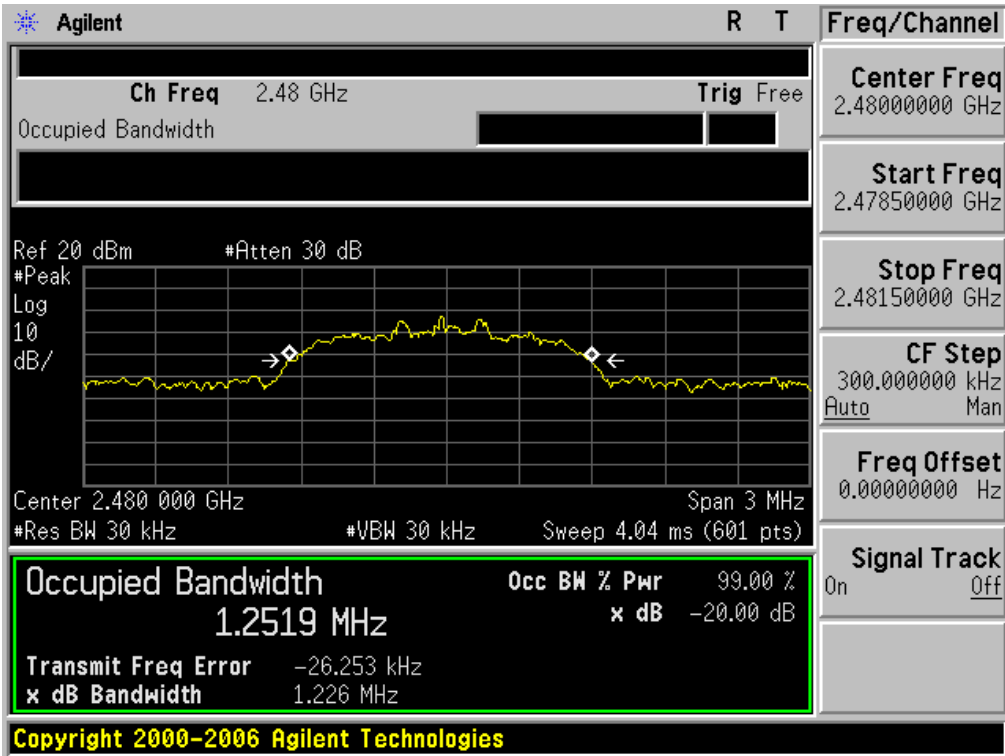 Agilent R T
Ch Freq 2.48 GHz Trig Free
Occupied Bandwidth
Ref 20 dBm #Atten 30 dB
#Peak
Log
10
dB/
Center 2.480 000 GHz Span 3 MHz
#Res BW 30 kHz #VBW 30 kHz Sweep 4.04 ms (601 pts)
Occupied Bandwidth Occ BW % Pwr 99.00 %
1.2519 MHz x dB -20.00 dB
Transmit Freq Error -26.253 kHz
x dB Bandwidth 1.226 MHz
Copyright 2000-2006 Agilent Technologies
Freq/Channel
Center Freq
2.48000000 GHz
Start Freq
2.47850000 GHz
Stop Freq
2.48150000 GHz
CF Step
300.000000 kHz
Auto Man
Freq Offset
0.00000000 Hz
Signal Track
On Off